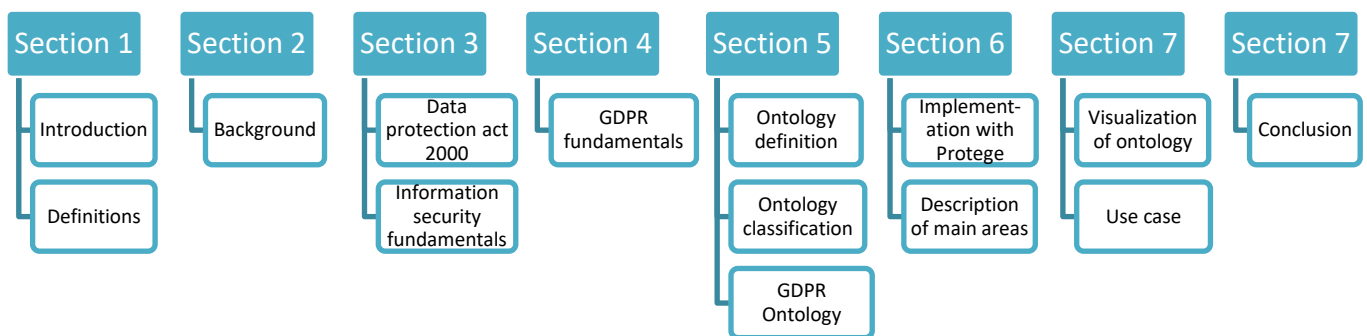 Section 1
Introduction
Definitions
Section 2
Background
Section 3
Data
protection act
2000
Information
security
fundamentals
Section 4
GDPR
fundamentals
Section 5
Ontology
definition
Ontology
classification
GDPR
Ontology
Section 6
Implement-
ation with
Protege
Description
of main areas
Section 7
Visualization
of ontology
Use case
Section 7
Conclusion